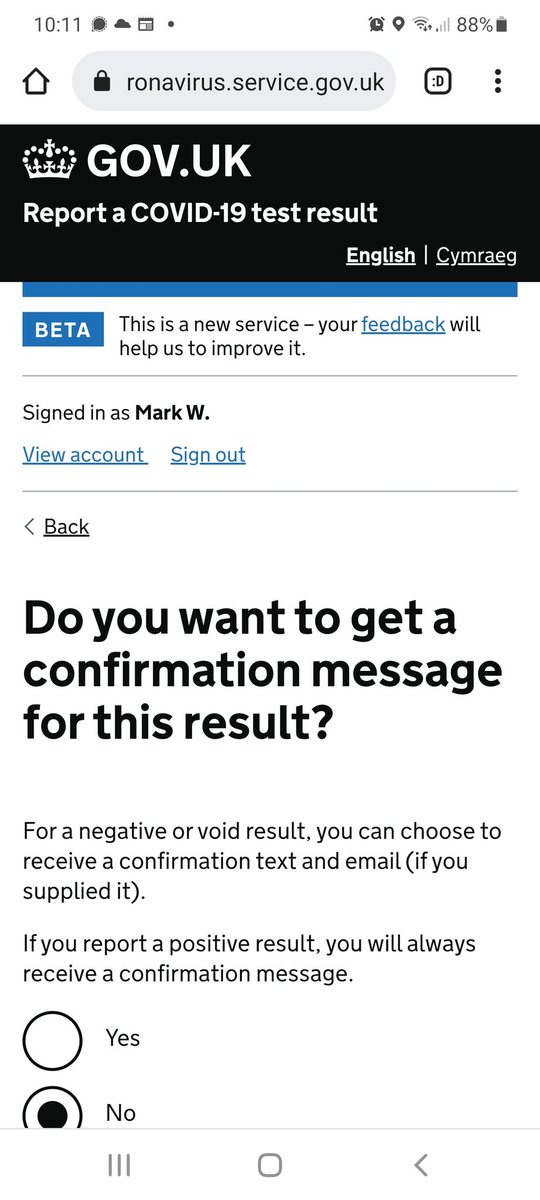 10:11 88%
ronavirus.service.gov.uk :D
GOV.UK
Report a COVID-19 test result
English | Cymraeg
BETA This is a new service – your feedback will
help us to improve it.
Signed in as Mark W.
View account Sign out
Back
Do you want to get a
confirmation message
for this result?
For a negative or void result, you can choose to
receive a confirmation text and email (if you
supplied it).
If you report a positive result, you will always
receive a confirmation message.
Yes
No